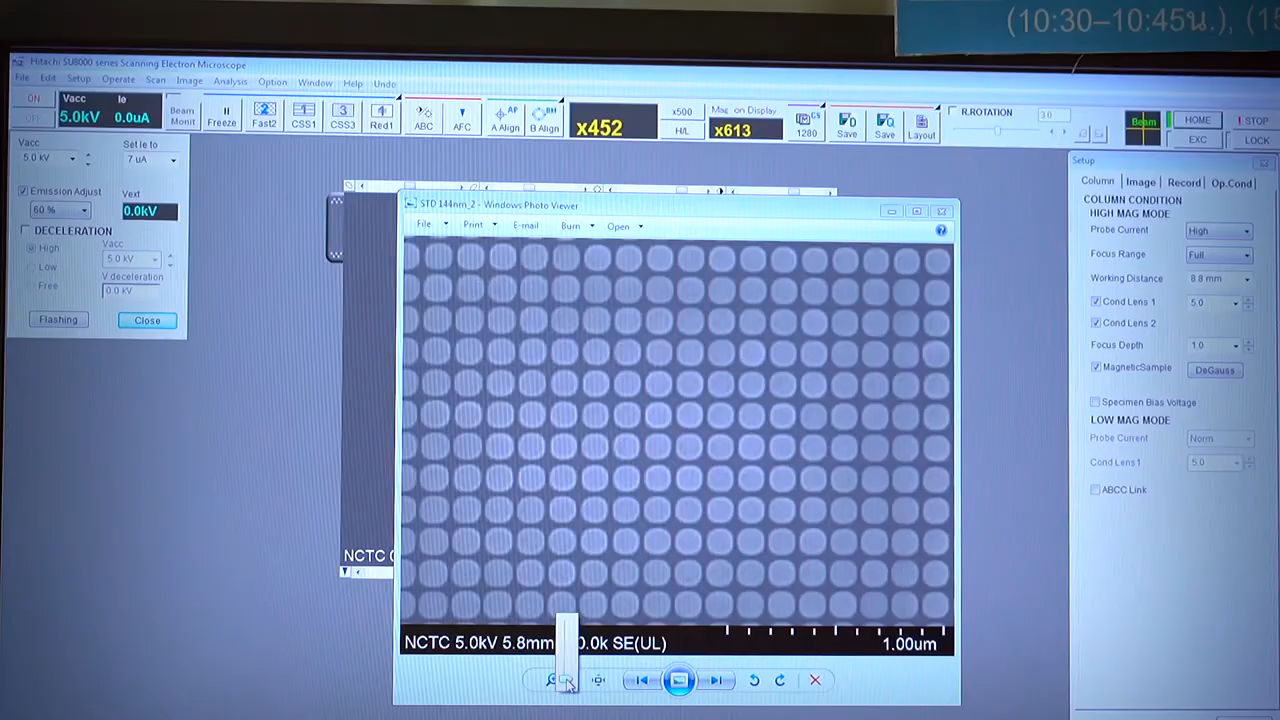 (10:30–10:45น.), (15
Hitachi SU8000 series Scanning Electron Microscope
File Edit Setup Operate Scan Image Analysis Option Window Help Undo
ON
OFF
Vacc Ie
5.0kV 0.0uA
Beam Monit
Freeze
Fast2
CSS1
CSS3
Red1
ABC
AFC
A Align
B Align
x452
x500
H/L
Mag. on Display
x613
1280
Save
Save
Layout
R.ROTATION
3.0
Beam
HOME
EXC
STOP
LOCK
Vacc
5.0 kV
Set Ie to
7 uA
Emission Adjust
60 %
Vext
0.0kV
DECELERATION
High
Low
Free
Vacc
5.0 kV
V deceleration
0.0 kV
Flashing
Close
STD 144nm_2 - Windows Photo Viewer
File Print E-mail Burn Open
NCTC 5.0kV 5.8mm 0.0k SE(UL)
1.00um
NCTC
Setup
Column Image Record Op.Cond
COLUMN CONDITION
HIGH MAG MODE
Probe Current High
Focus Range Full
Working Distance 8.8 mm
Cond Lens 1 5.0
Cond Lens 2
Focus Depth 1.0
MagneticSample DeGauss
Specimen Bias Voltage
LOW MAG MODE
Probe Current Norm.
Cond Lens1 5.0
ABCC Link